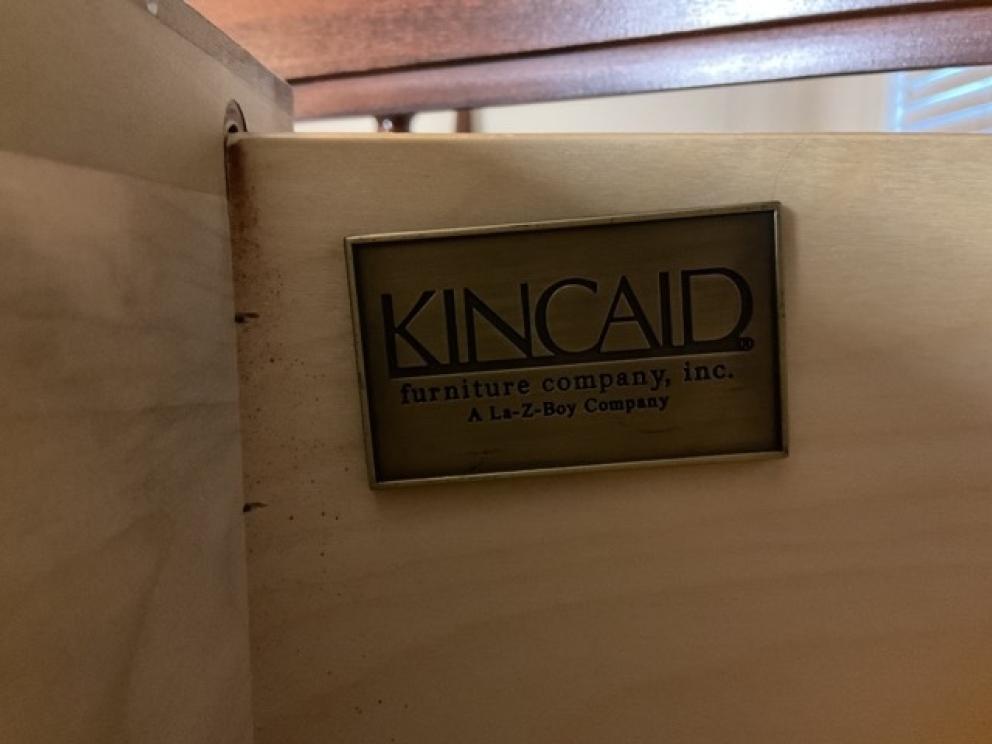 KINCAID®
furniture company, inc.
A La-Z-Boy Company